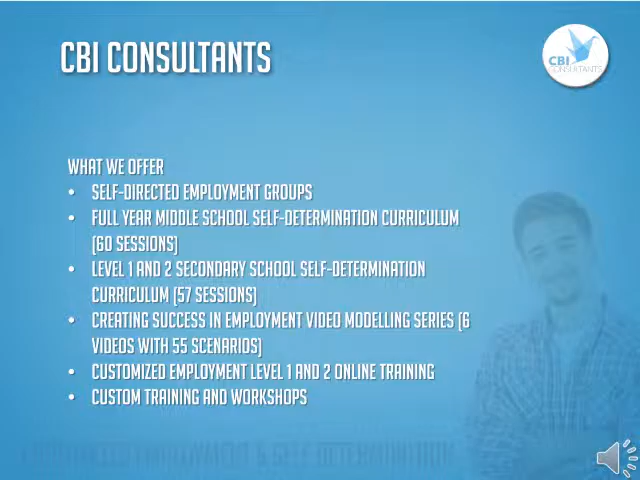 CBI CONSULTANTS
CBI
CONSULTANTS
WHAT WE OFFER
• SELF-DIRECTED EMPLOYMENT GROUPS
• FULL YEAR MIDDLE SCHOOL SELF-DETERMINATION CURRICULUM
(60 SESSIONS)
• LEVEL 1 AND 2 SECONDARY SCHOOL SELF-DETERMINATION
CURRICULUM (57 SESSIONS)
• CREATING SUCCESS IN EMPLOYMENT VIDEO MODELLING SERIES (6
VIDEOS WITH 55 SCENARIOS)
• CUSTOMIZED EMPLOYMENT LEVEL 1 AND 2 ONLINE TRAINING
• CUSTOM TRAINING AND WORKSHOPS